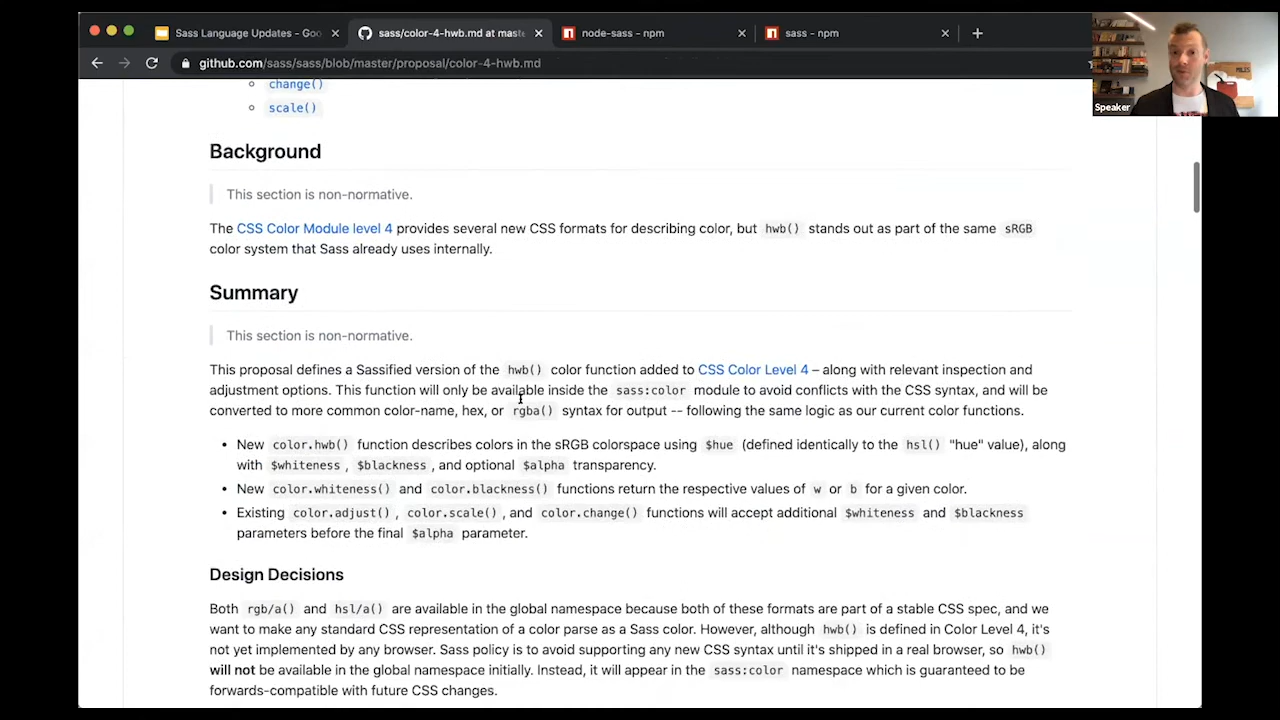 Sass Language Updates - Goo
sass/color-4-hwb.md at maste
node-sass - npm
sass - npm
github.com/sass/sass/blob/master/proposal/color-4-hwb.md
Speaker
change()
scale()
Background
This section is non-normative.
The CSS Color Module level 4 provides several new CSS formats for describing color, but hwb() stands out as part of the same sRGB
color system that Sass already uses internally.
Summary
This section is non-normative.
This proposal defines a Sassified version of the hwb() color function added to CSS Color Level 4 – along with relevant inspection and
adjustment options. This function will only be available inside the sass:color module to avoid conflicts with the CSS syntax, and will be
converted to more common color-name, hex, or rgba() syntax for output -- following the same logic as our current color functions.
• New color.hwb() function describes colors in the sRGB colorspace using $hue (defined identically to the hsl() "hue" value), along
with $whiteness, $blackness, and optional $alpha transparency.
• New color.whiteness() and color.blackness() functions return the respective values of w or b for a given color.
• Existing color.adjust(), color.scale(), and color.change() functions will accept additional $whiteness and $blackness
parameters before the final $alpha parameter.
Design Decisions
Both rgb/a() and hsl/a() are available in the global namespace because both of these formats are part of a stable CSS spec, and we
want to make any standard CSS representation of a color parse as a Sass color. However, although hwb() is defined in Color Level 4, it's
not yet implemented by any browser. Sass policy is to avoid supporting any new CSS syntax until it's shipped in a real browser, so hwb()
will not be available in the global namespace initially. Instead, it will appear in the sass:color namespace which is guaranteed to be
forwards-compatible with future CSS changes.